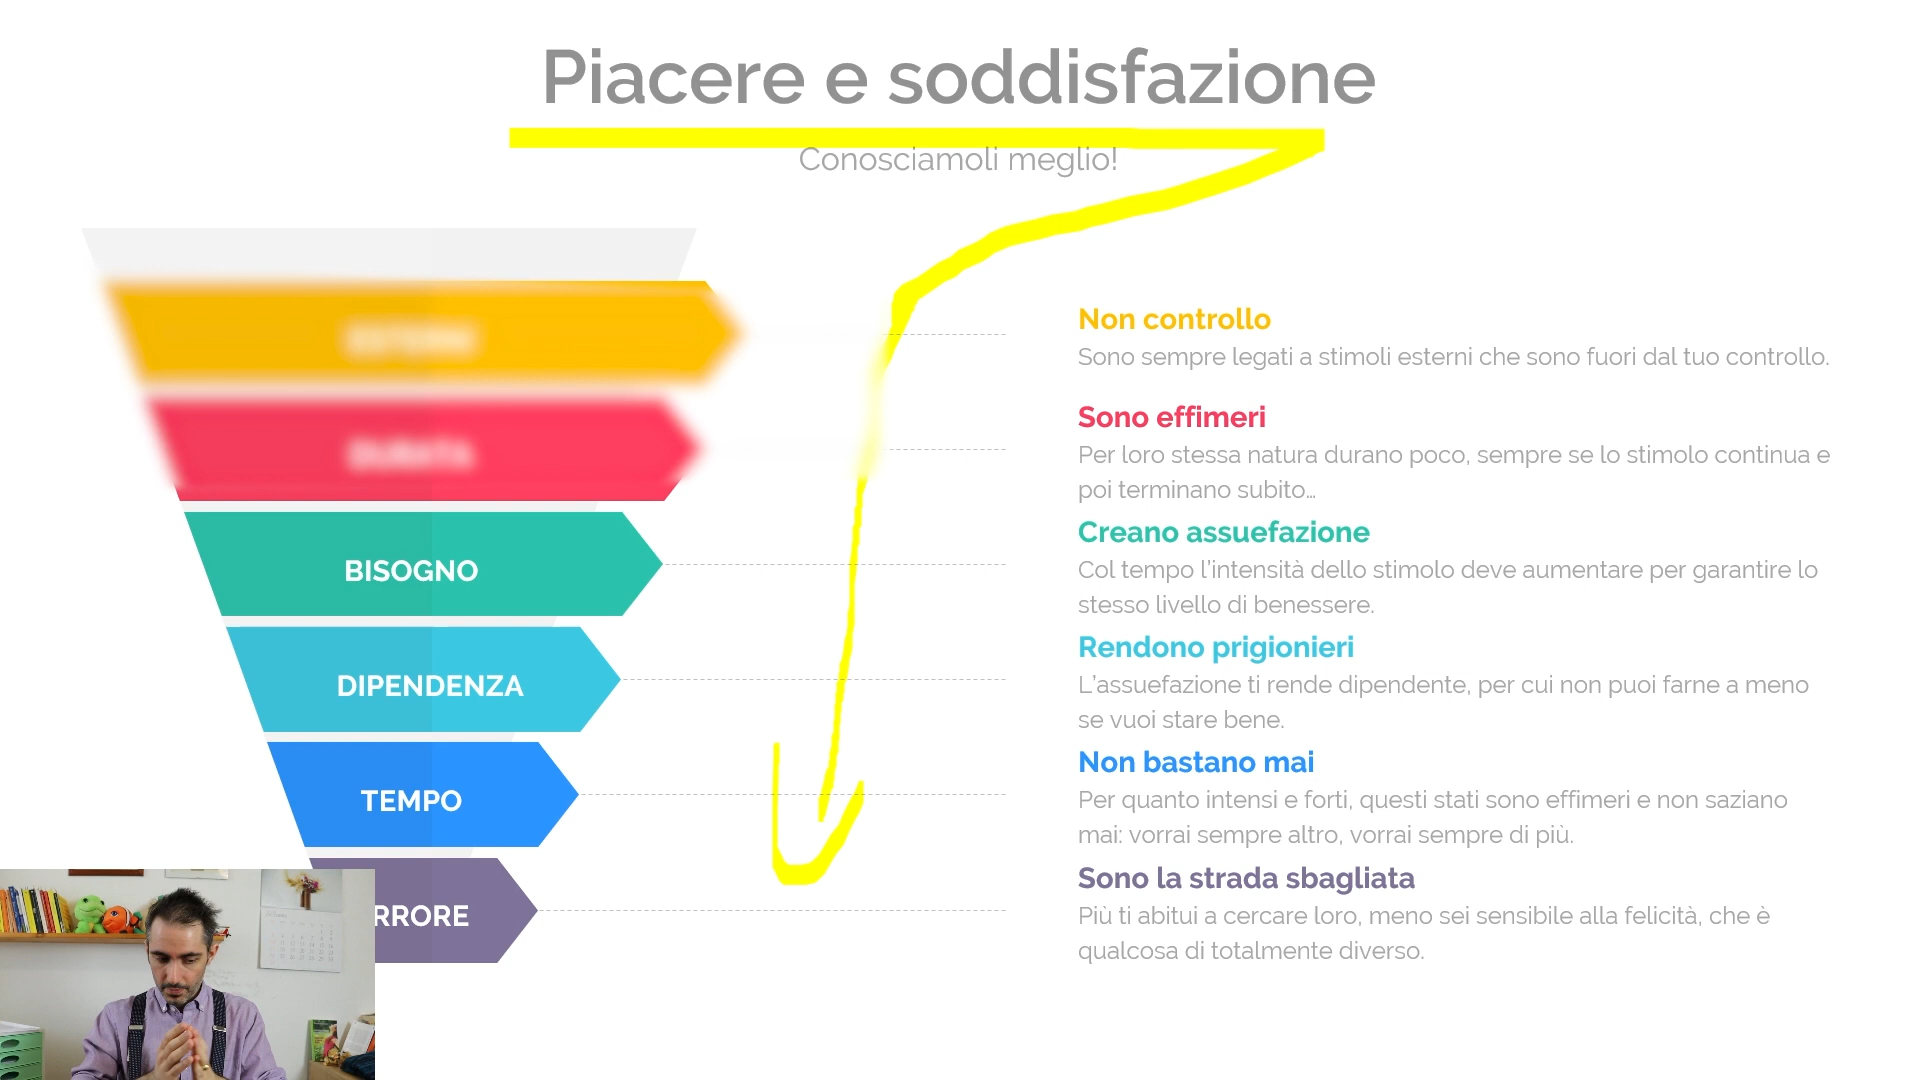 Piacere e soddisfazione
Conosciamoli meglio!
Non controllo
Sono sempre legati a stimoli esterni che sono fuori dal tuo controllo.
DURATA
Sono effimeri
Per loro stessa natura durano poco, sempre se lo stimolo continua e
poi terminano subito…
BISOGNO
Creano assuefazione
Col tempo l'intensità dello stimolo deve aumentare per garantire lo
stesso livello di benessere.
DIPENDENZA
Rendono prigionieri
L'assuefazione ti rende dipendente, per cui non puoi farne a meno
se vuoi stare bene.
TEMPO
Non bastano mai
Per quanto intensi e forti, questi stati sono effimeri e non saziano
mai: vorrai sempre altro, vorrai sempre di più.
RRORE
Sono la strada sbagliata
Più ti abitui a cercare loro, meno sei sensibile alla felicità, che è
qualcosa di totalmente diverso.